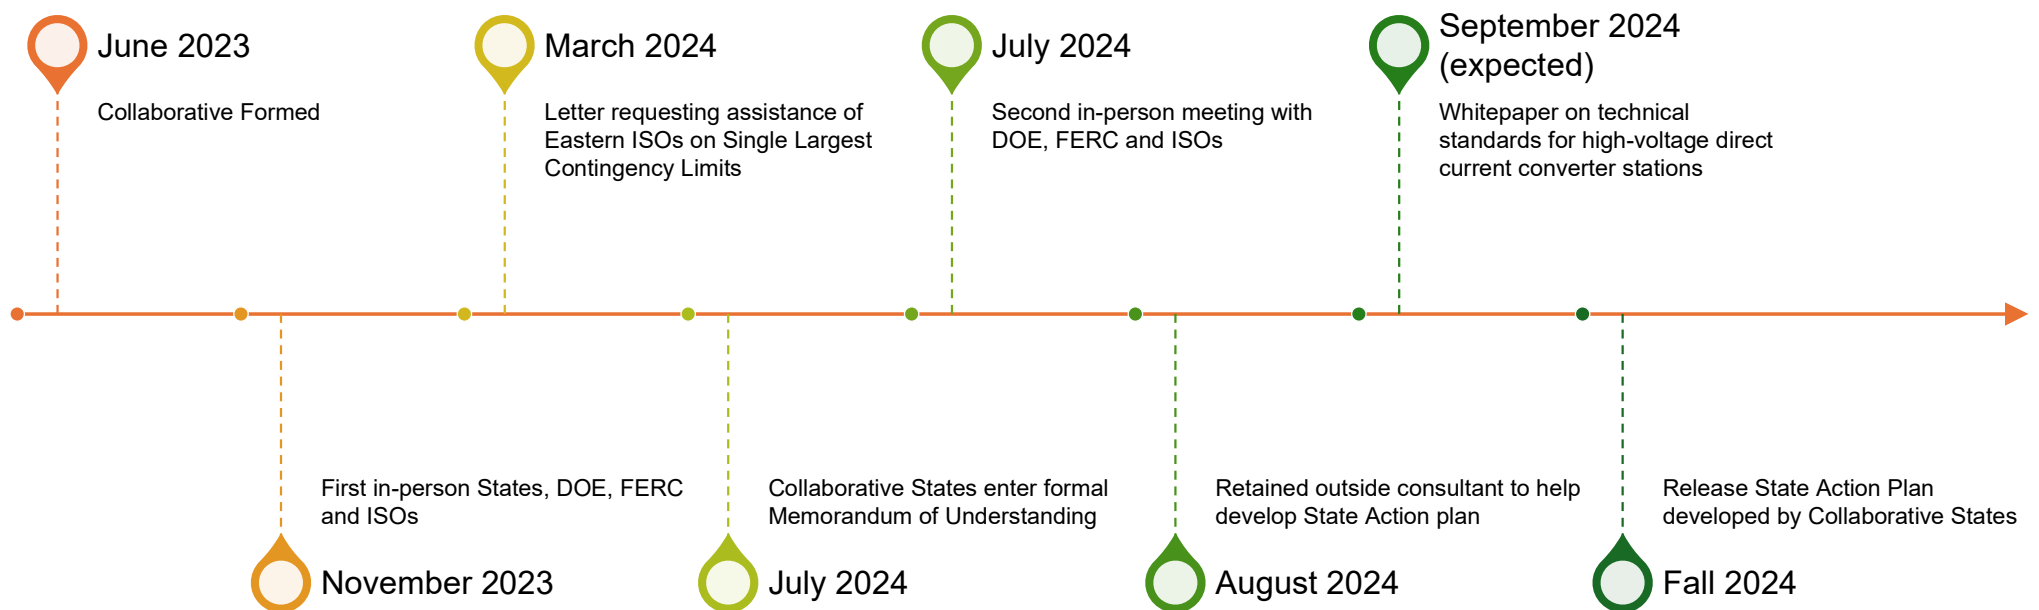 June 2023
Collaborative Formed
March 2024
Letter requesting assistance of
Eastern ISOs on Single Largest
Contingency Limits
July 2024
Second in-person meeting with
DOE, FERC and ISOs
September 2024
(expected)
Whitepaper on technical
standards for high-voltage direct
current converter stations
First in-person States, DOE, FERC
and ISOs
November 2023
Collaborative States enter formal
Memorandum of Understanding
July 2024
Retained outside consultant to help
develop State Action plan
August 2024
Release State Action Plan
developed by Collaborative States
Fall 2024